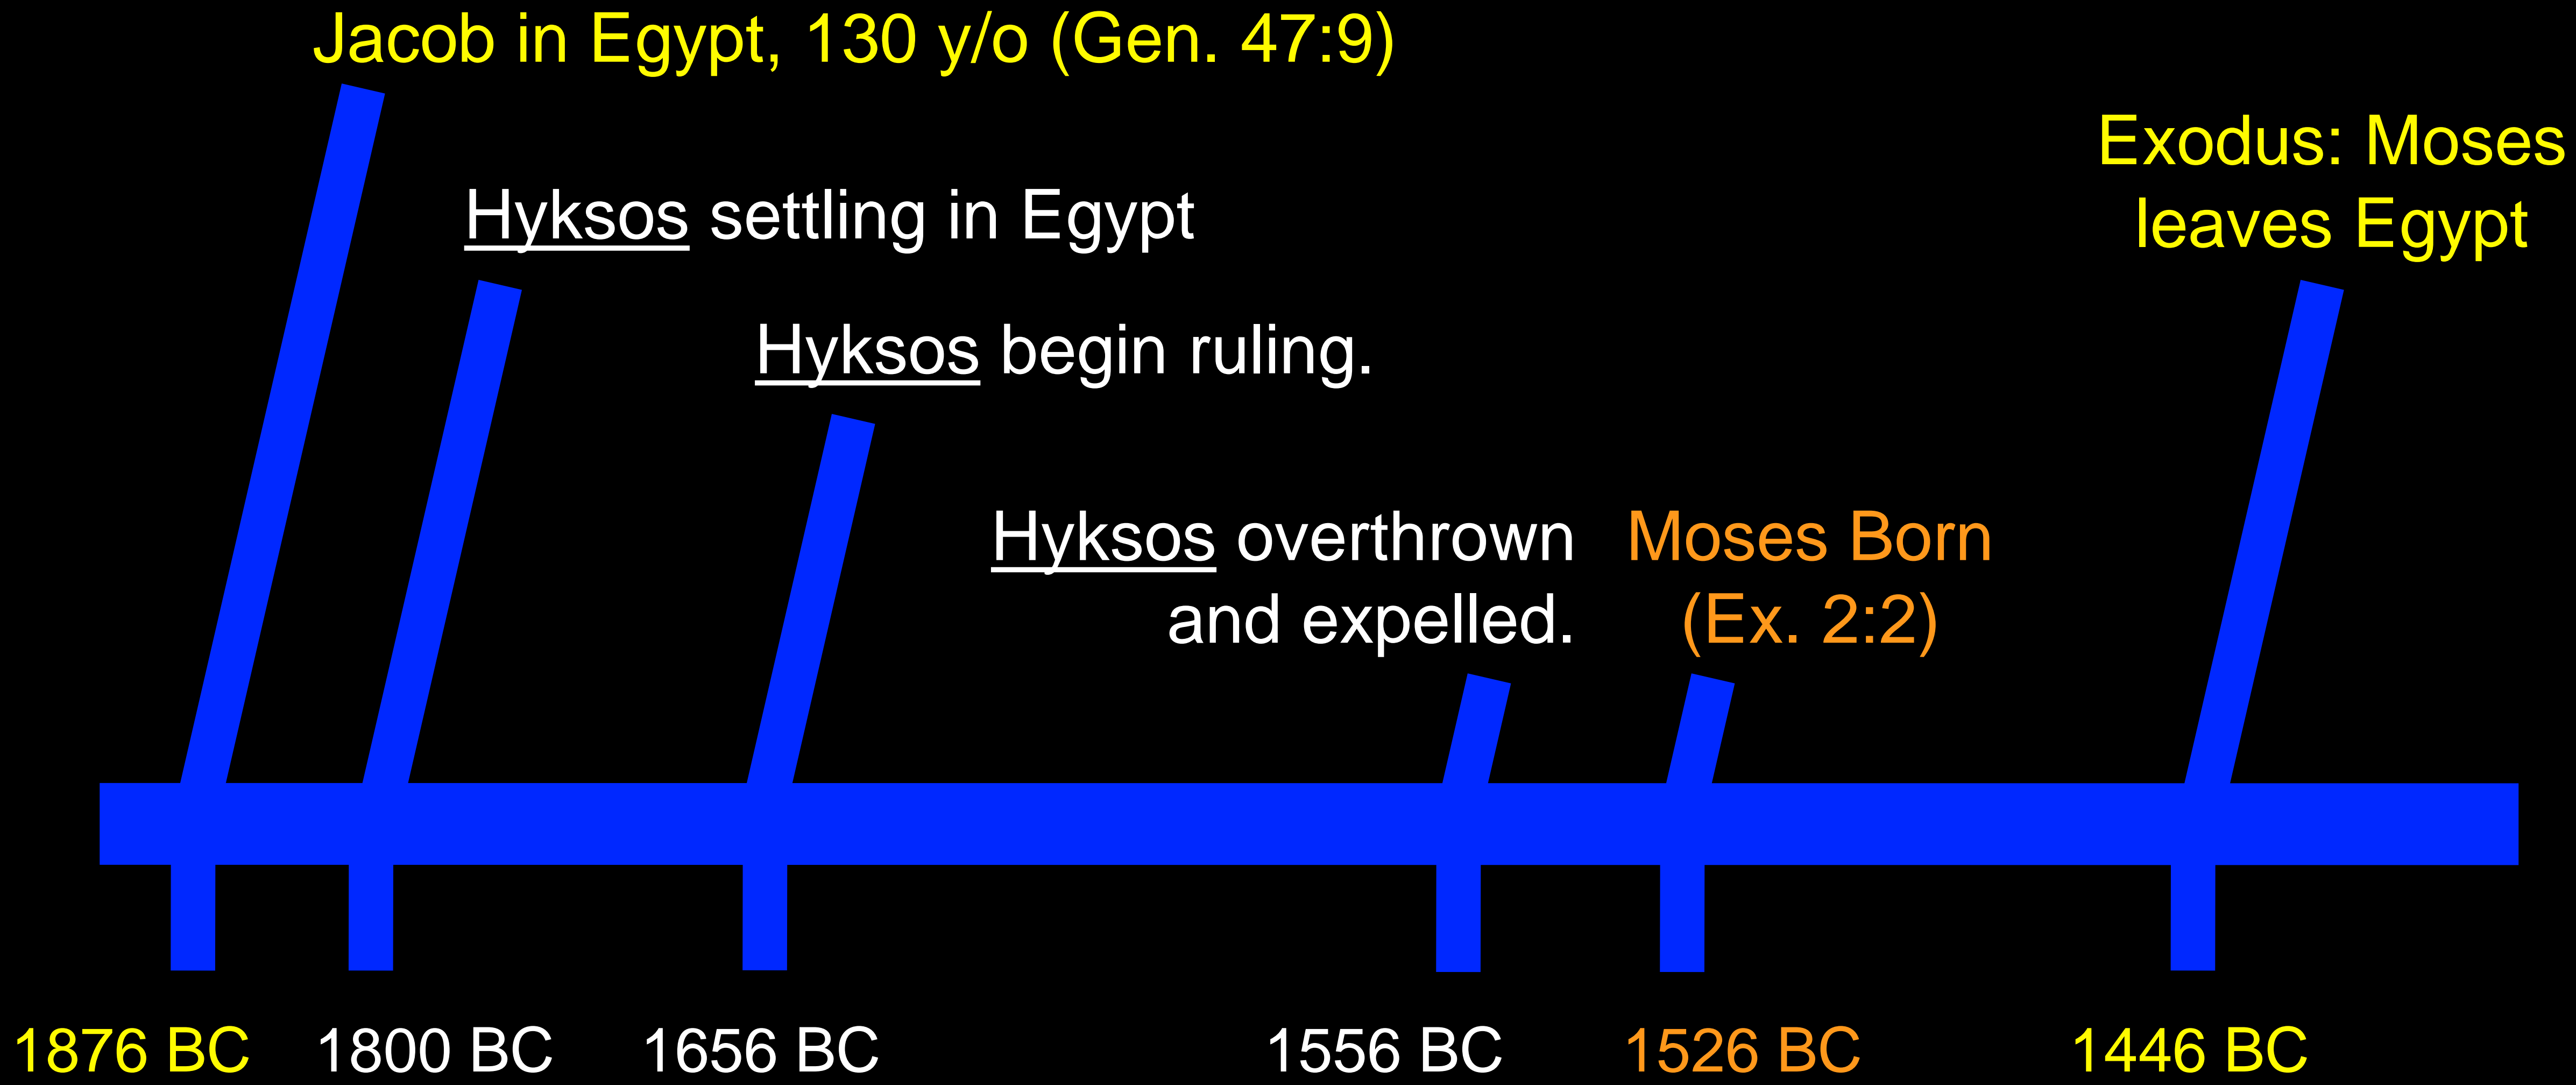 Jacob in Egypt, 130 y/o (Gen. 47:9)
Exodus: Moses
leaves Egypt
Hyksos settling in Egypt
Hyksos begin ruling.
Hyksos overthrown
and expelled.
Moses Born
(Ex. 2:2)
1876 BC
1800 BC
1656 BC
1556 BC
1526 BC
1446 BC